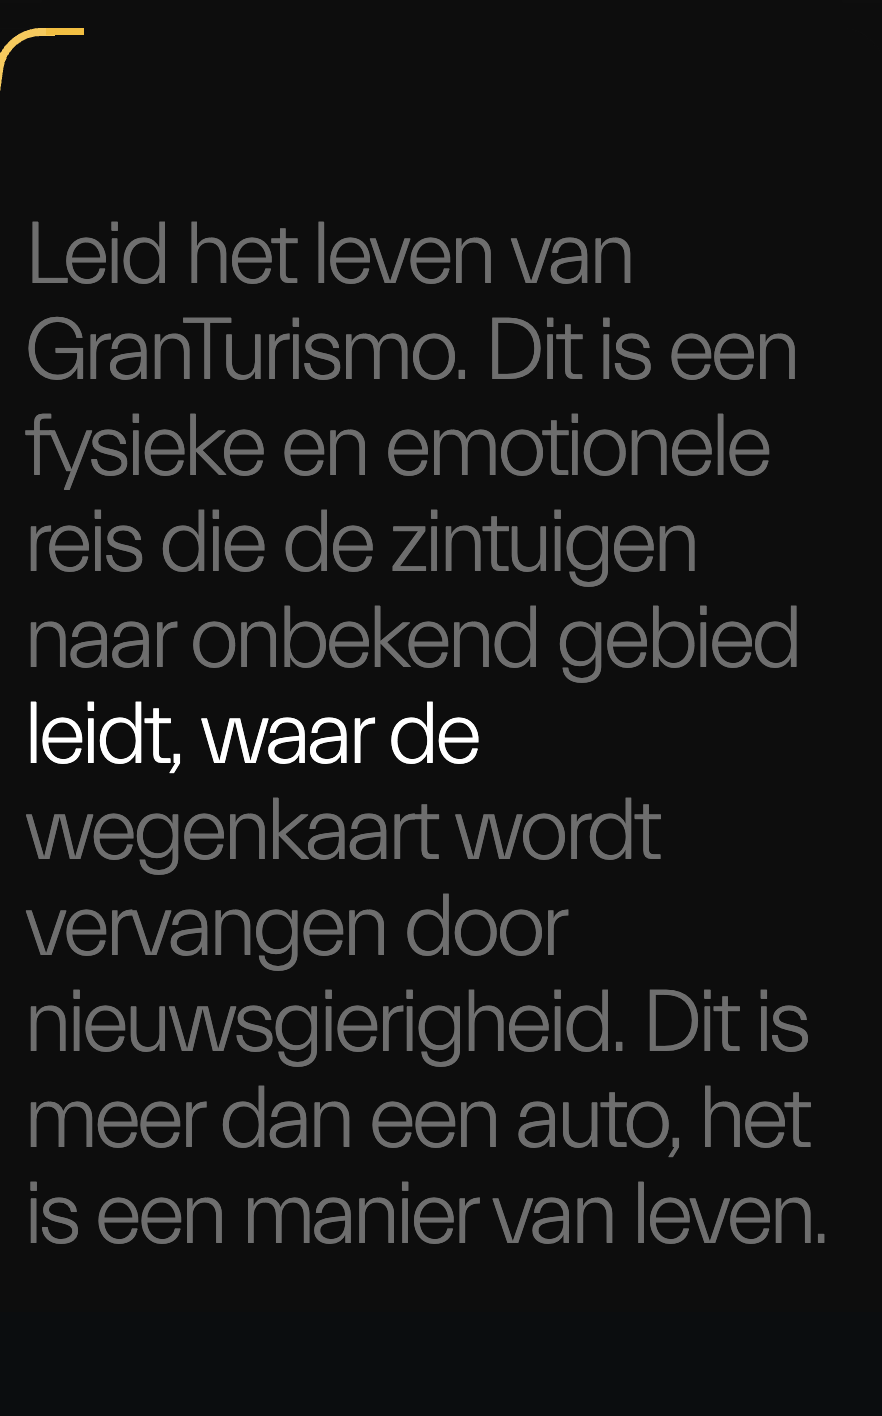 Leid het leven van
GranTurismo. Dit is een
fysieke en emotionele
reis die de zintuigen
naar onbekend gebied
leidt, waar de
wegenkaart wordt
vervangen door
nieuwsgierigheid. Dit is
meer dan een auto, het
is een manier van leven.